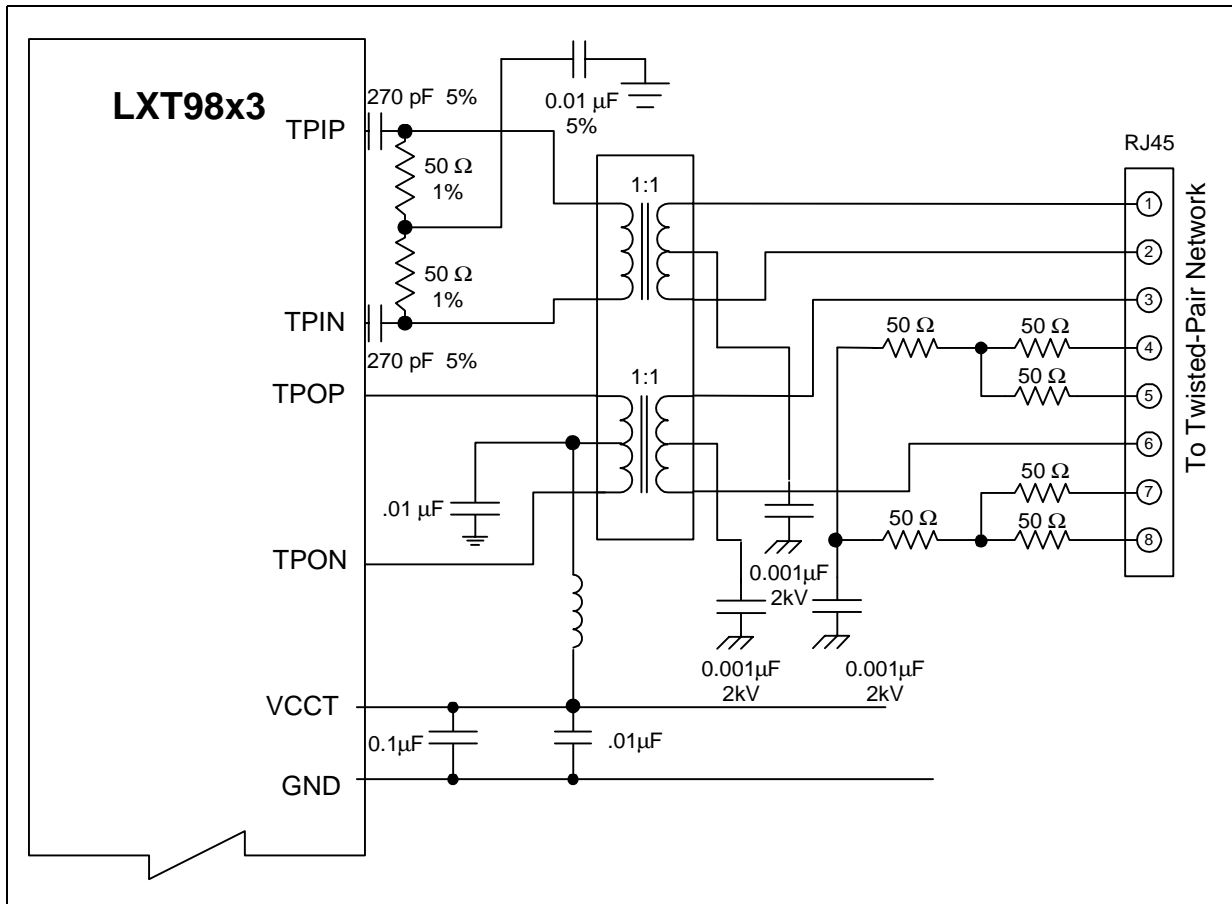 LXT98x3
270 pF 5%
0.01 µF
5%
TPIP
50 Ω
1%
50 Ω
1%
TPIN
270 pF 5%
TPOP
.01 µF
TPON
VCCT
0.1µF
.01µF
GND
1:1
1:1
0.001µF
2kV
0.001µF
2kV
0.001µF
2kV
50 Ω
50 Ω
50 Ω
50 Ω
50 Ω
50 Ω
RJ45
1
2
3
4
5
6
7
8
To Twisted-Pair Network